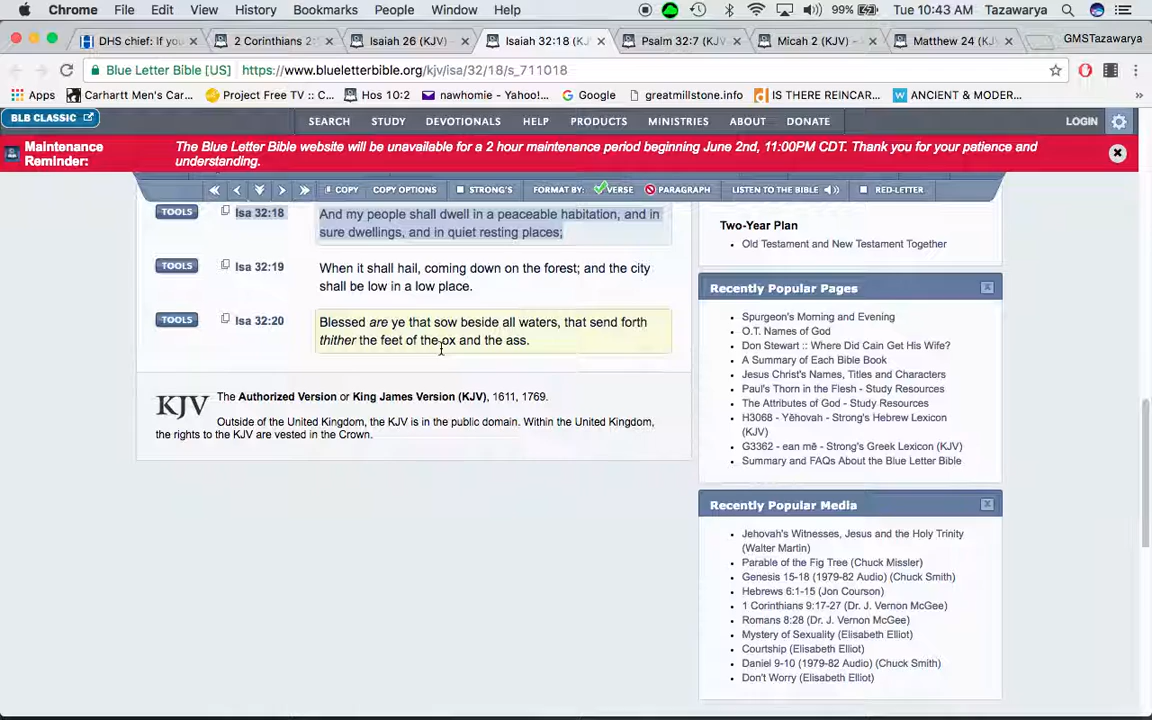 Chrome File Edit View History Bookmarks People Window Help 99% Tue 10:43 AM Tazawarya
DHS chief: If you 2 Corinthians 2: Isaiah 26 (KJV) Isaiah 32:18 (KJ Psalm 32:7 (KJV) Micah 2 (KJV) - Matthew 24 (KJV) GMSTazawarya
Blue Letter Bible [US] https://www.blueletterbible.org/kjv/isa/32/18/s_711018
Apps Carhartt Men's Car... Project Free TV :: C... Hos 10:2 nawhomie - Yahoo!... Google greatmillstone.info IS THERE REINCAR... ANCIENT & MODER... »
BLB CLASSIC SEARCH STUDY DEVOTIONALS HELP PRODUCTS MINISTRIES ABOUT DONATE LOGIN
Maintenance Reminder: The Blue Letter Bible website will be unavailable for a 2 hour maintenance period beginning June 2nd, 11:00PM CDT. Thank you for your patience and
understanding.
COPY COPY OPTIONS STRONG'S FORMAT BY: VERSE PARAGRAPH LISTEN TO THE BIBLE RED-LETTER
TOOLS Isa 32:18 And my people shall dwell in a peaceable habitation, and in
sure dwellings, and in quiet resting places;
TOOLS Isa 32:19 When it shall hail, coming down on the forest; and the city
shall be low in a low place.
TOOLS Isa 32:20 Blessed are ye that sow beside all waters, that send forth
thither the feet of the ox and the ass.
KJV The Authorized Version or King James Version (KJV), 1611, 1769.
Outside of the United Kingdom, the KJV is in the public domain. Within the United Kingdom,
the rights to the KJV are vested in the Crown.
Two-Year Plan
Old Testament and New Testament Together
Recently Popular Pages
Spurgeon's Morning and Evening
O.T. Names of God
Don Stewart :: Where Did Cain Get His Wife?
A Summary of Each Bible Book
Jesus Christ's Names, Titles and Characters
Paul's Thorn in the Flesh - Study Resources
The Attributes of God - Study Resources
H3068 - Yĕhovah - Strong's Hebrew Lexicon
(KJV)
G3362 - ean mē - Strong's Greek Lexicon (KJV)
Summary and FAQs About the Blue Letter Bible
Recently Popular Media
Jehovah's Witnesses, Jesus and the Holy Trinity
(Walter Martin)
Parable of the Fig Tree (Chuck Missler)
Genesis 15-18 (1979-82 Audio) (Chuck Smith)
Hebrews 6:1-15 (Jon Courson)
1 Corinthians 9:17-27 (Dr. J. Vernon McGee)
Romans 8:28 (Dr. J. Vernon McGee)
Mystery of Sexuality (Elisabeth Elliot)
Courtship (Elisabeth Elliot)
Daniel 9-10 (1979-82 Audio) (Chuck Smith)
Don't Worry (Elisabeth Elliot)